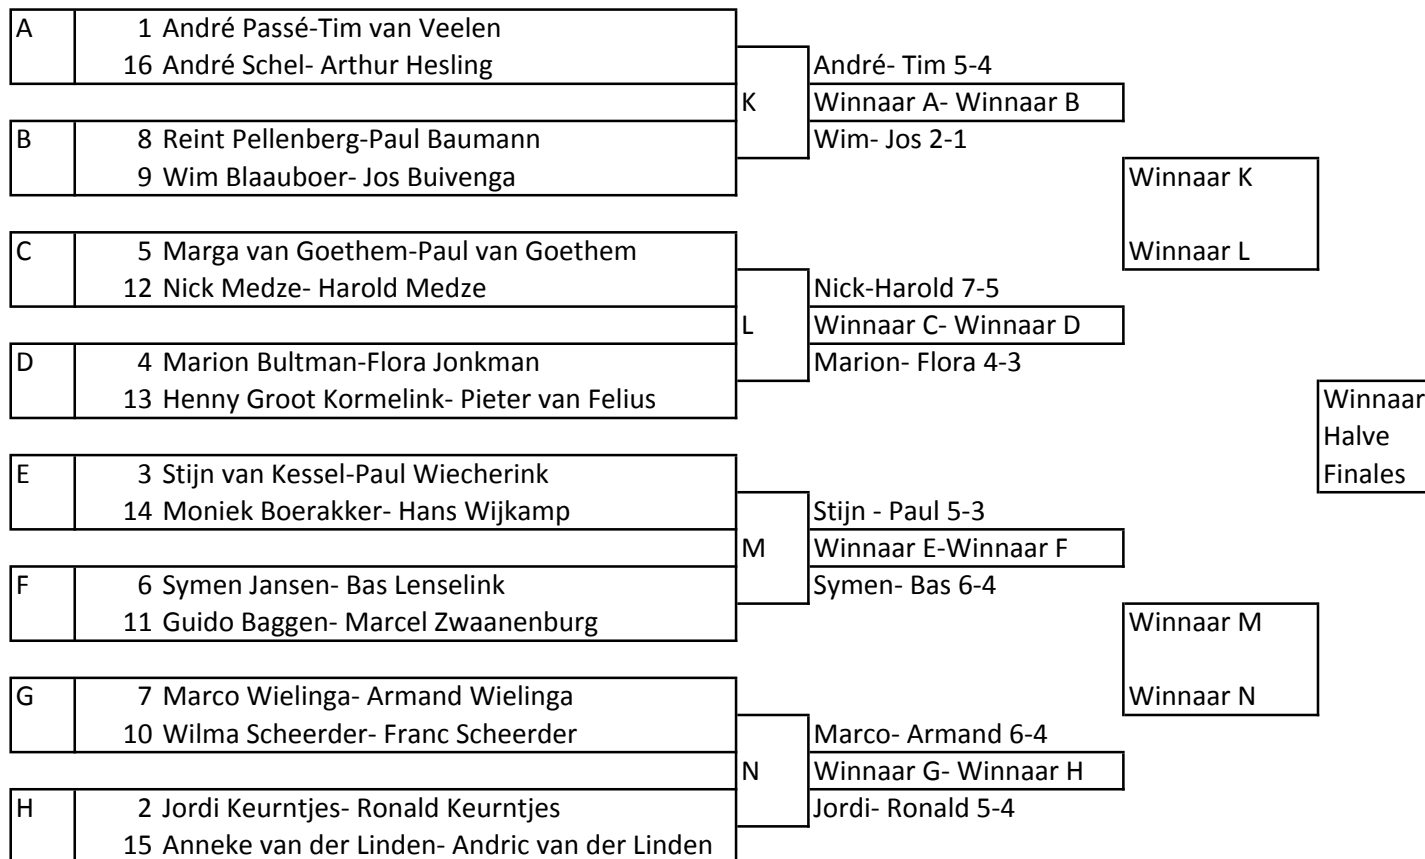 A 1 André Passé-Tim van Veelen
16 André Schel- Arthur Hesling
André- Tim 5-4
K Winnaar A- Winnaar B
B 8 Reint Pellenberg-Paul Baumann
Wim- Jos 2-1
9 Wim Blaauboer- Jos Buivenga
Winnaar K
C 5 Marga van Goethem-Paul van Goethem
Winnaar L
12 Nick Medze- Harold Medze
Nick-Harold 7-5
L Winnaar C- Winnaar D
D 4 Marion Bultman-Flora Jonkman
Marion- Flora 4-3
13 Henny Groot Kormelink- Pieter van Felius
Winnaar
Halve
E 3 Stijn van Kessel-Paul Wiecherink
Finales
14 Moniek Boerakker- Hans Wijkamp
Stijn - Paul 5-3
M Winnaar E-Winnaar F
F 6 Symen Jansen- Bas Lenselink
Symen- Bas 6-4
11 Guido Baggen- Marcel Zwaanenburg
Winnaar M
G 7 Marco Wielinga- Armand Wielinga
Winnaar N
10 Wilma Scheerder- Franc Scheerder
Marco- Armand 6-4
N Winnaar G- Winnaar H
H 2 Jordi Keurntjes- Ronald Keurntjes
Jordi- Ronald 5-4
15 Anneke van der Linden- Andric van der Linden